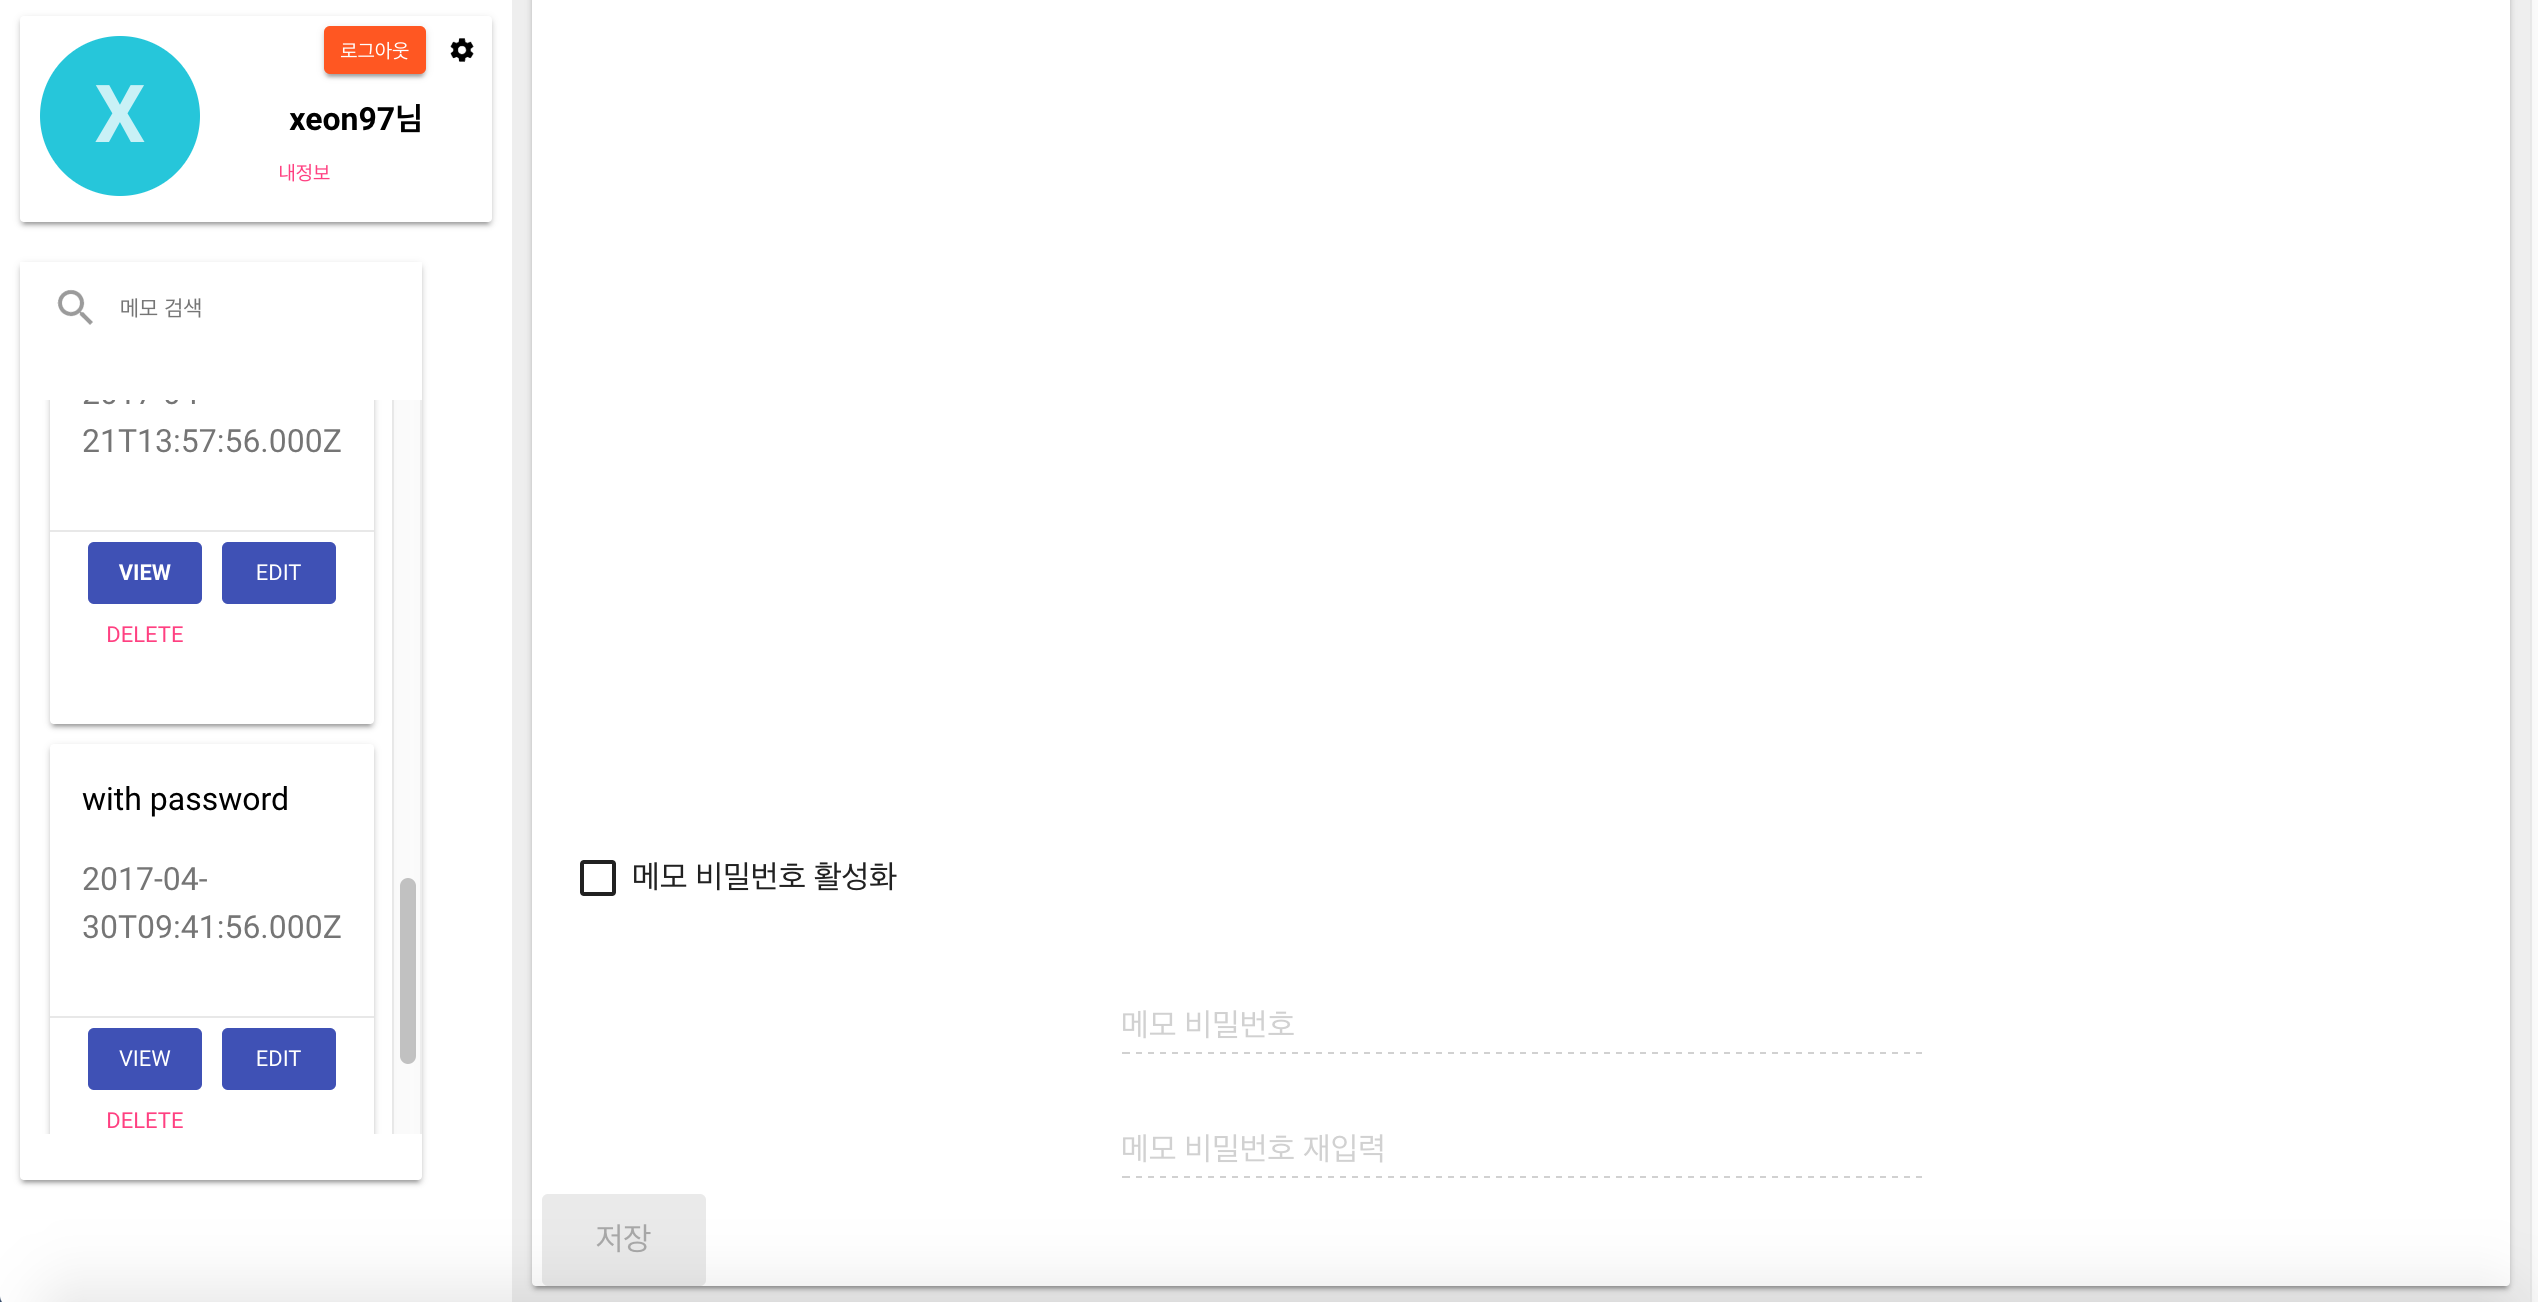 로그아웃
X
xeon97님
내정보
메모 검색
21T13:57:56.000Z
VIEW EDIT
DELETE
with password
2017-04-
30T09:41:56.000Z
VIEW EDIT
DELETE
메모 비밀번호 활성화
메모 비밀번호
메모 비밀번호 재입력
저장